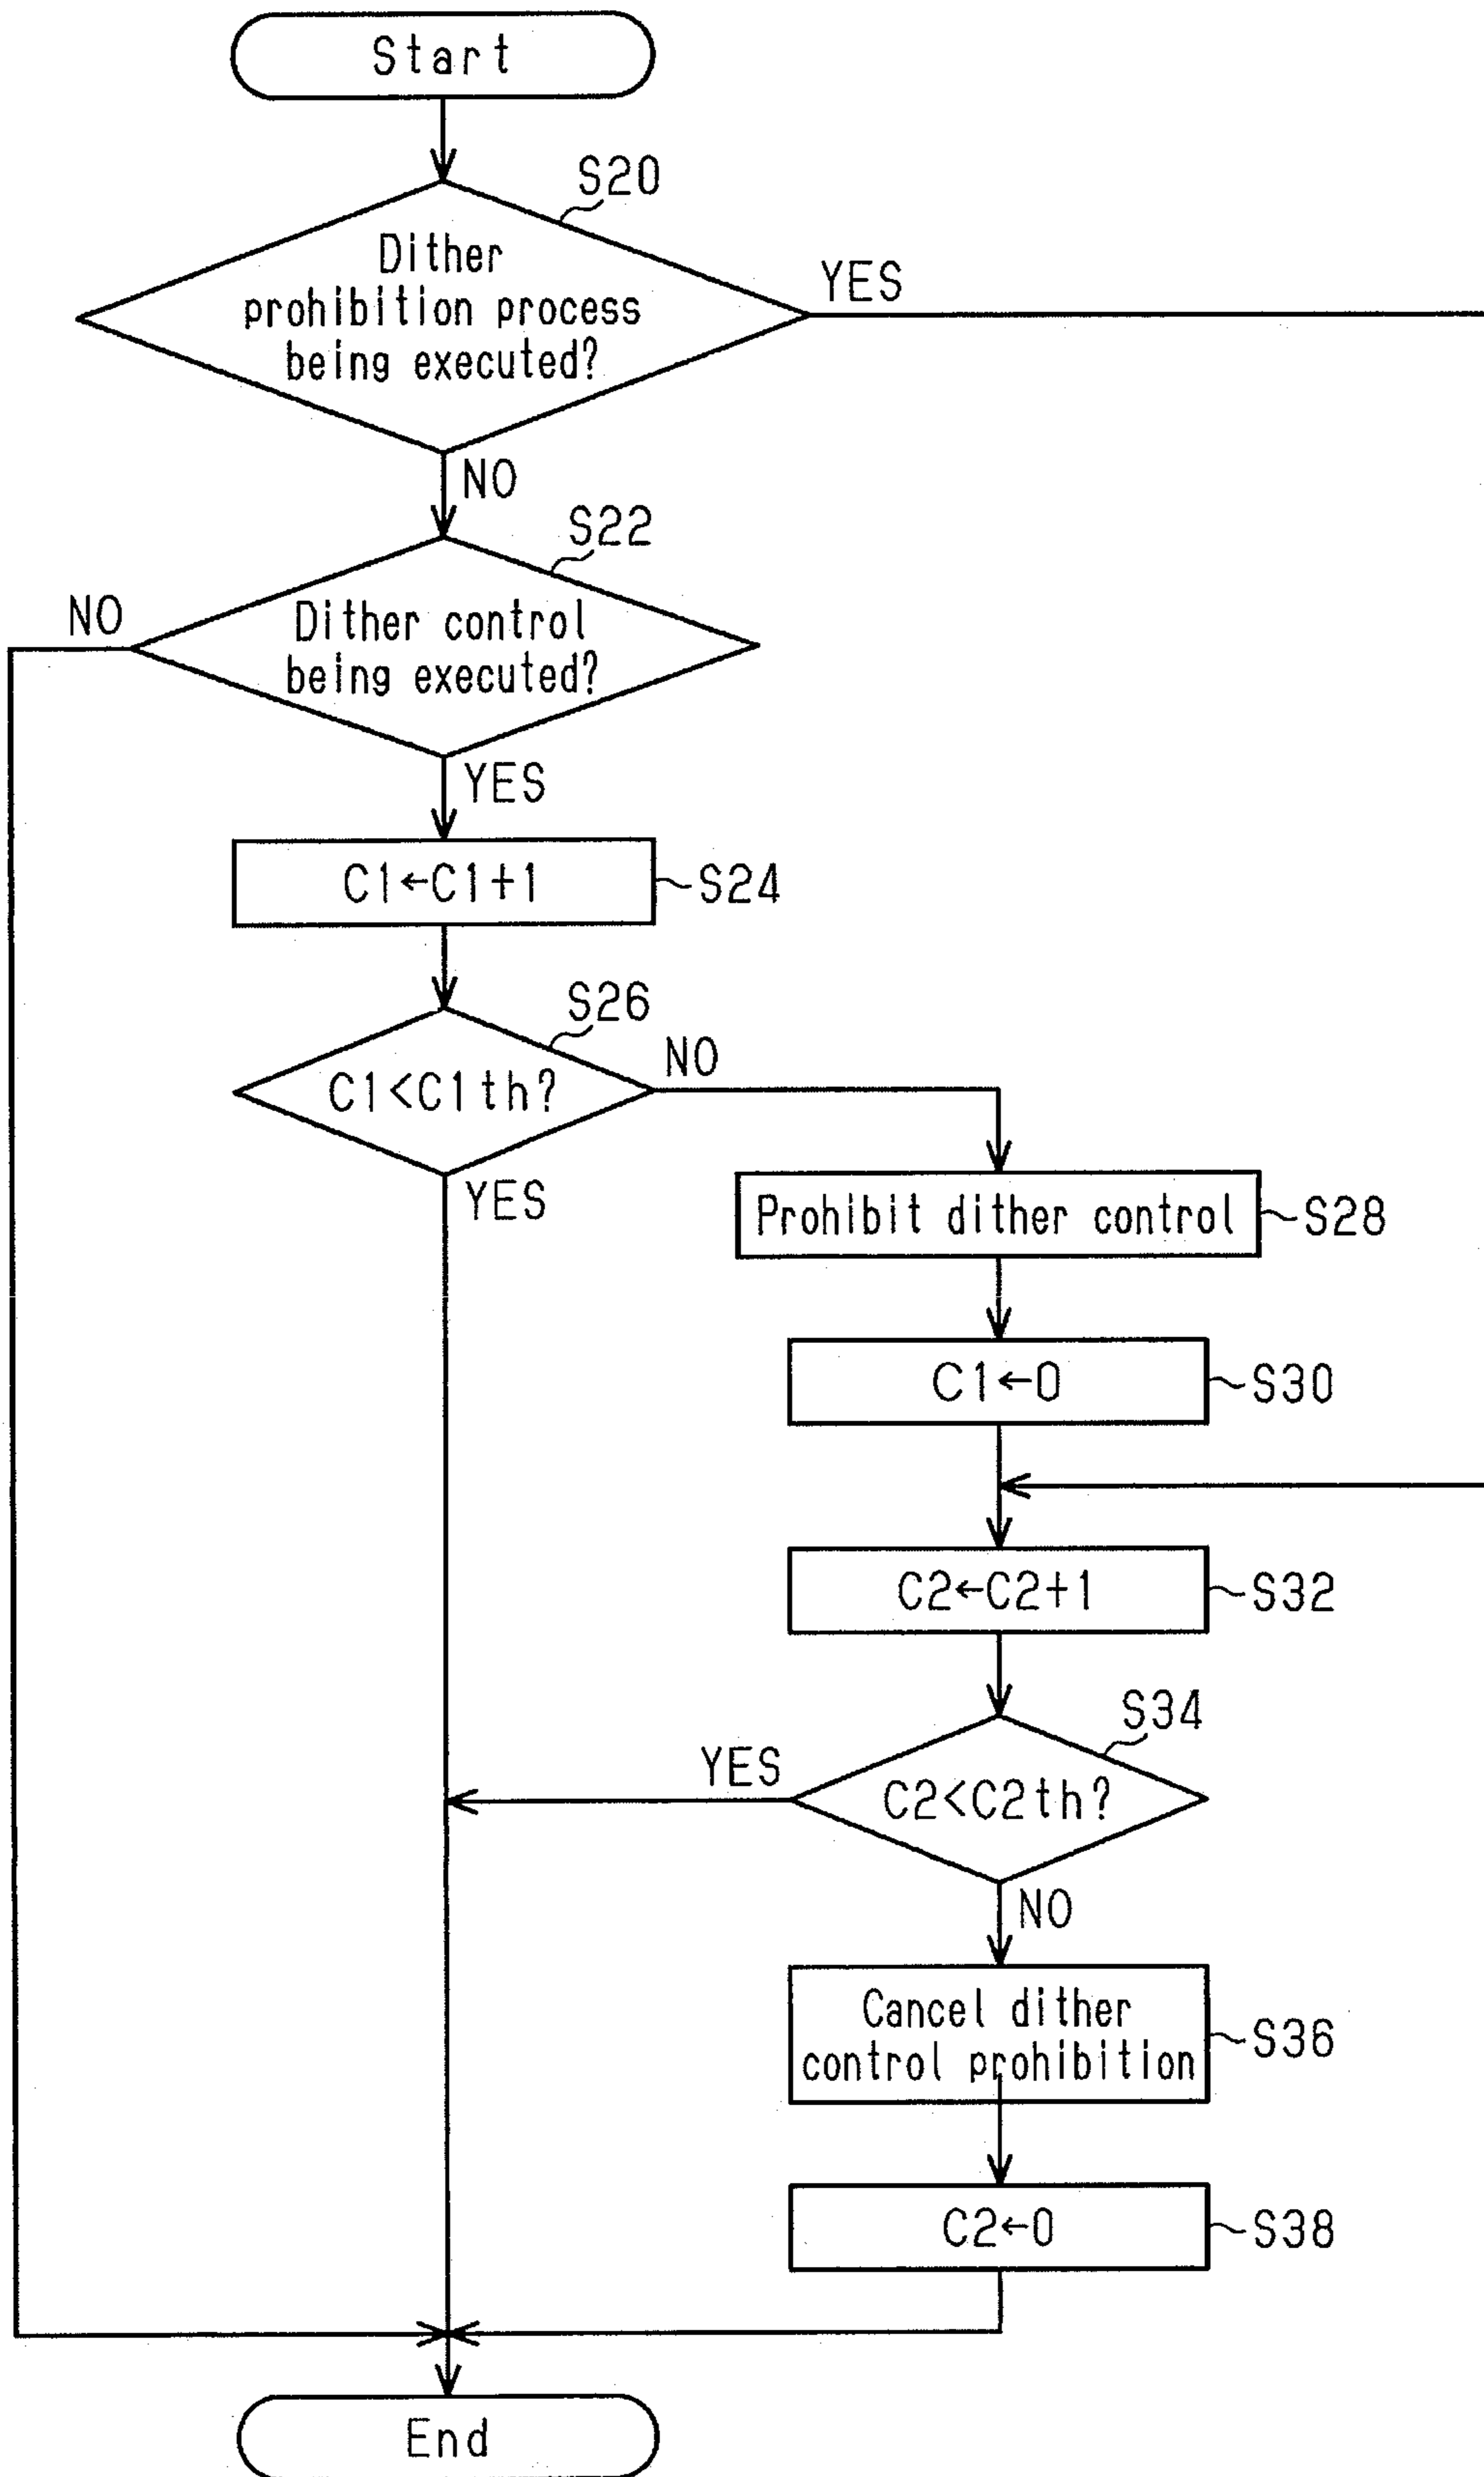 Start
S20
Dither
prohibition process
being executed?
YES
NO
S22
NO
Dither control
being executed?
YES
C1←C1+1
S24
S26
C1<C1th?
NO
YES
Prohibit dither control
S28
C1←0
S30
C2←C2+1
S32
S34
YES
C2<C2th?
NO
Cancel dither
control prohibition
S36
C2←0
S38
End